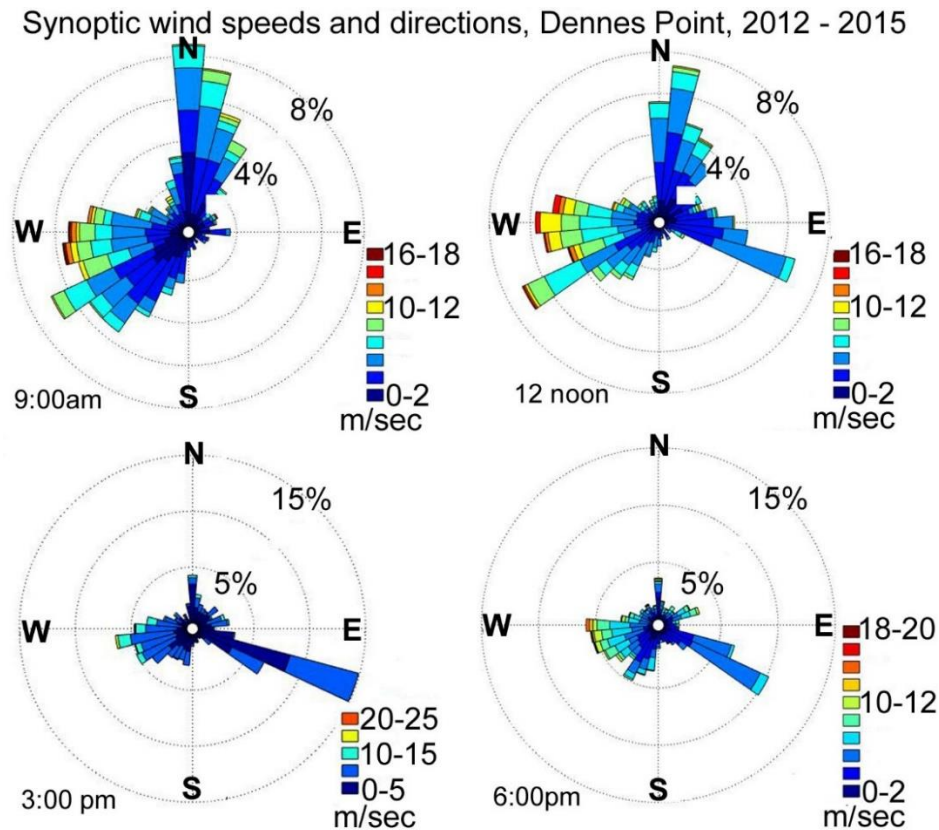 Synoptic wind speeds and directions, Dennes Point, 2012 - 2015
N
8%
4%
W
E
16-18
10-12
0-2
m/sec
S
9:00am
N
8%
4%
W
E
16-18
10-12
0-2
m/sec
S
12 noon
N
15%
5%
W
E
20-25
10-15
0-5
m/sec
S
3:00 pm
N
15%
5%
W
E
18-20
10-12
0-2
m/sec
S
6:00pm